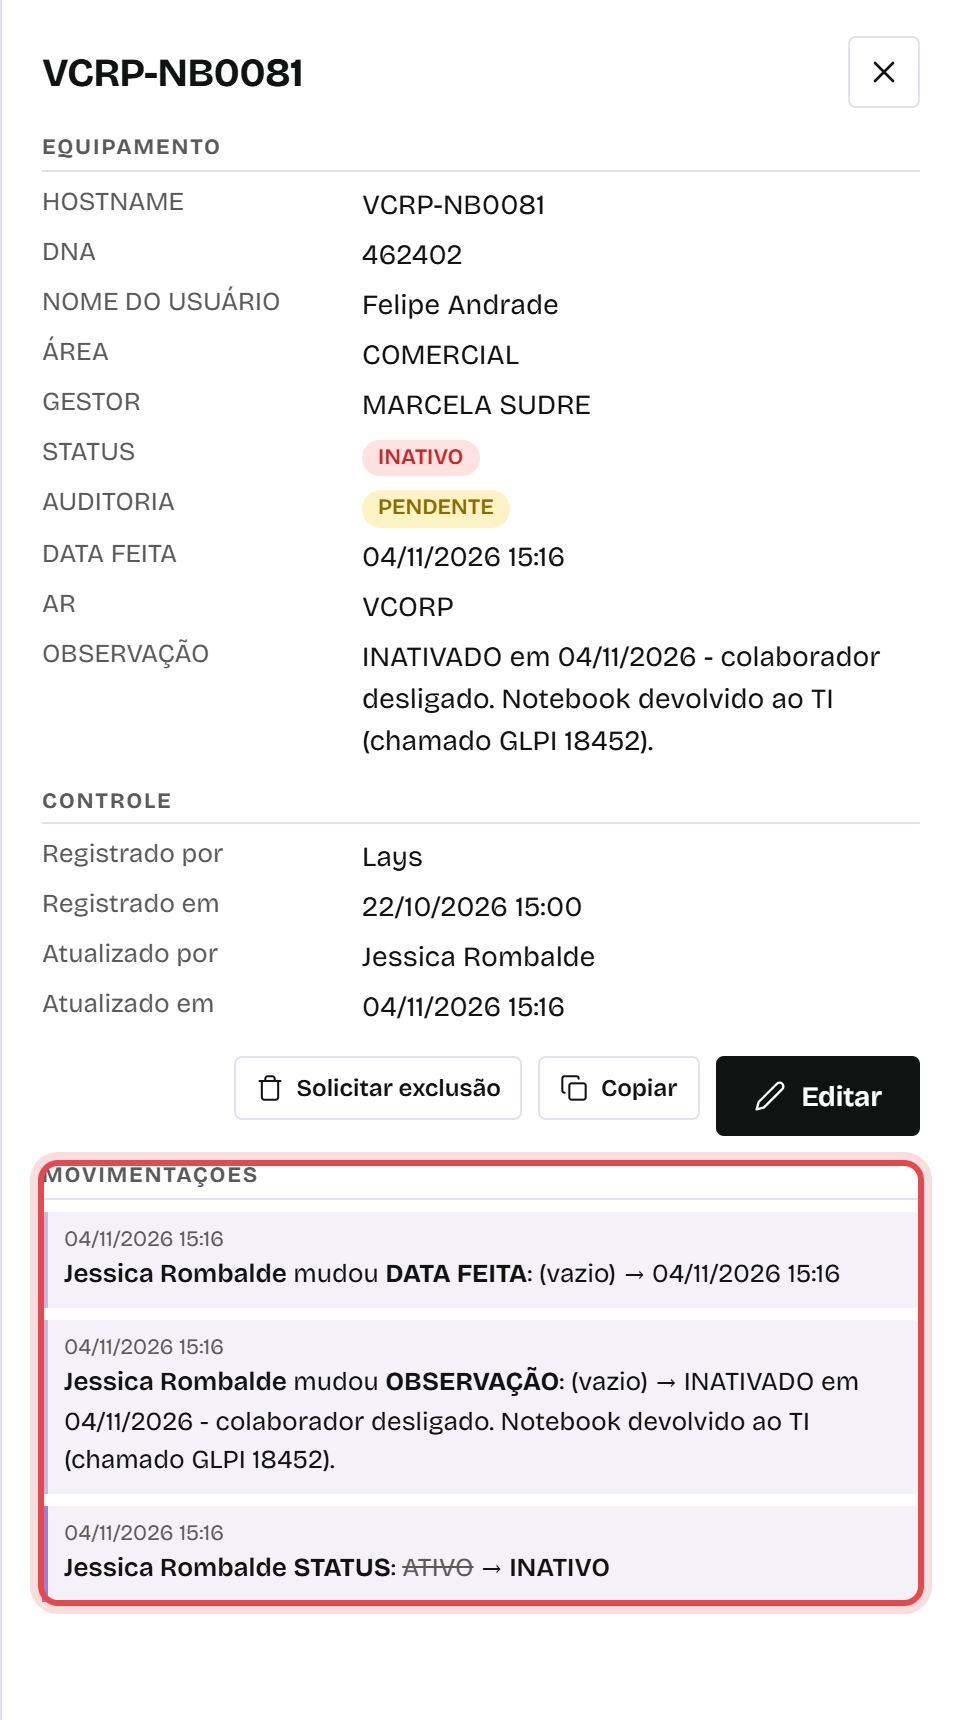 VCRP-NB0081
EQUIPAMENTO
HOSTNAME VCRP-NB0081
DNA 462402
NOME DO USUÁRIO Felipe Andrade
ÁREA COMERCIAL
GESTOR MARCELA SUDRE
STATUS INATIVO
AUDITORIA PENDENTE
DATA FEITA 04/11/2026 15:16
AR VCORP
OBSERVAÇÃO INATIVADO em 04/11/2026 - colaborador
desligado. Notebook devolvido ao TI
(chamado GLPI 18452).
CONTROLE
Registrado por Lays
Registrado em 22/10/2026 15:00
Atualizado por Jessica Rombalde
Atualizado em 04/11/2026 15:16
Solicitar exclusão Copiar Editar
MOVIMENTAÇÕES
04/11/2026 15:16
Jessica Rombalde mudou DATA FEITA: (vazio) → 04/11/2026 15:16
04/11/2026 15:16
Jessica Rombalde mudou OBSERVAÇÃO: (vazio) → INATIVADO em
04/11/2026 - colaborador desligado. Notebook devolvido ao TI
(chamado GLPI 18452).
04/11/2026 15:16
Jessica Rombalde STATUS: ATIVO → INATIVO